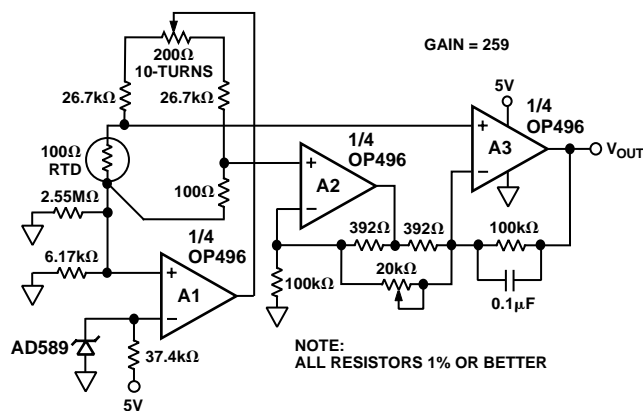 GAIN = 259
200Ω
10-TURNS
5V
26.7kΩ
26.7kΩ
1/4
OP496
+
A3
−
VOUT
1/4
OP496
100Ω
RTD
+
A2
−
100Ω
2.55MΩ
392Ω
392Ω
100kΩ
1/4
OP496
6.17kΩ
20kΩ
100kΩ
0.1µF
+
A1
−
AD589
37.4kΩ
5V
NOTE:
ALL RESISTORS 1% OR BETTER